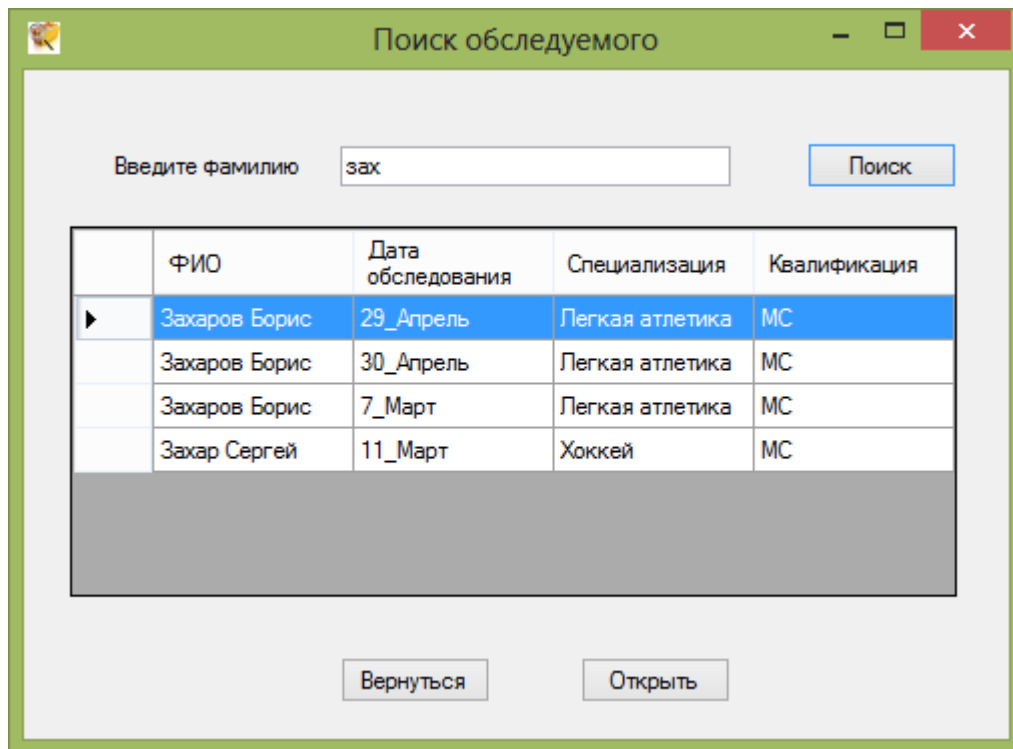 Поиск обследуемого
Введите фамилию зах Поиск
ФИО Дата обследования Специализация Квалификация
Захаров Борис 29_Апрель Легкая атлетика МС
Захаров Борис 30_Апрель Легкая атлетика МС
Захаров Борис 7_Март Легкая атлетика МС
Захар Сергей 11_Март Хоккей МС
Вернуться Открыть